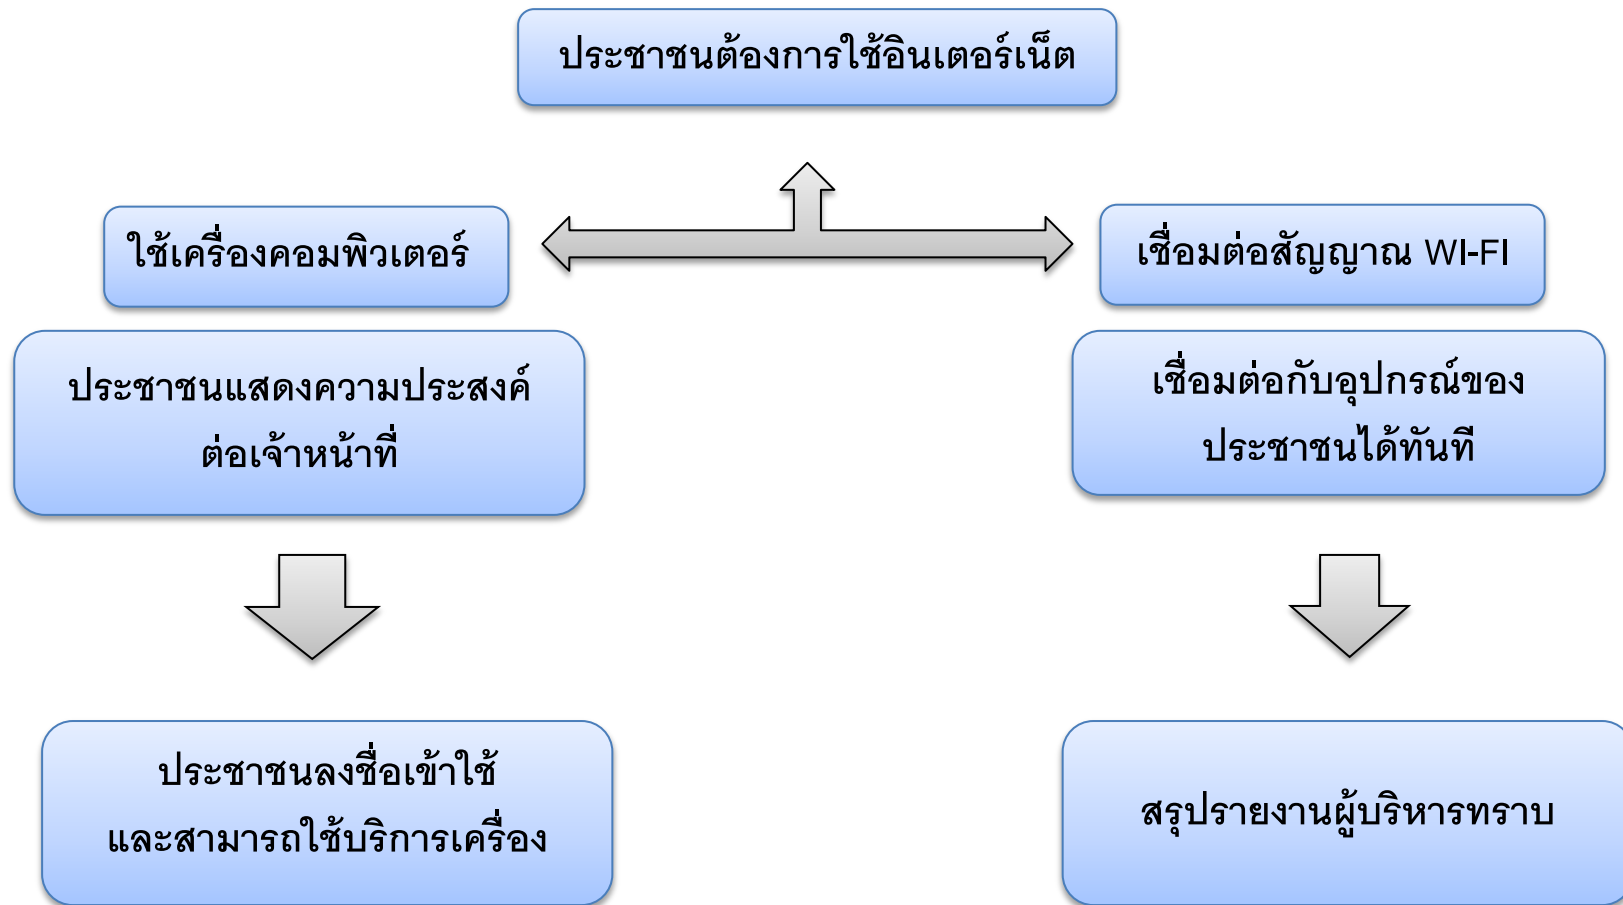 ประชาชนต้องการใช้อินเตอร์เน็ต
ใช้เครื่องคอมพิวเตอร์
เชื่อมต่อสัญญาณ WI-FI
ประชาชนแสดงความประสงค์
ต่อเจ้าหน้าที่
เชื่อมต่อกับอุปกรณ์ของ
ประชาชนได้ทันที
ประชาชนลงชื่อเข้าใช้
และสามารถใช้บริการเครื่อง
สรุปรายงานผู้บริหารทราบ